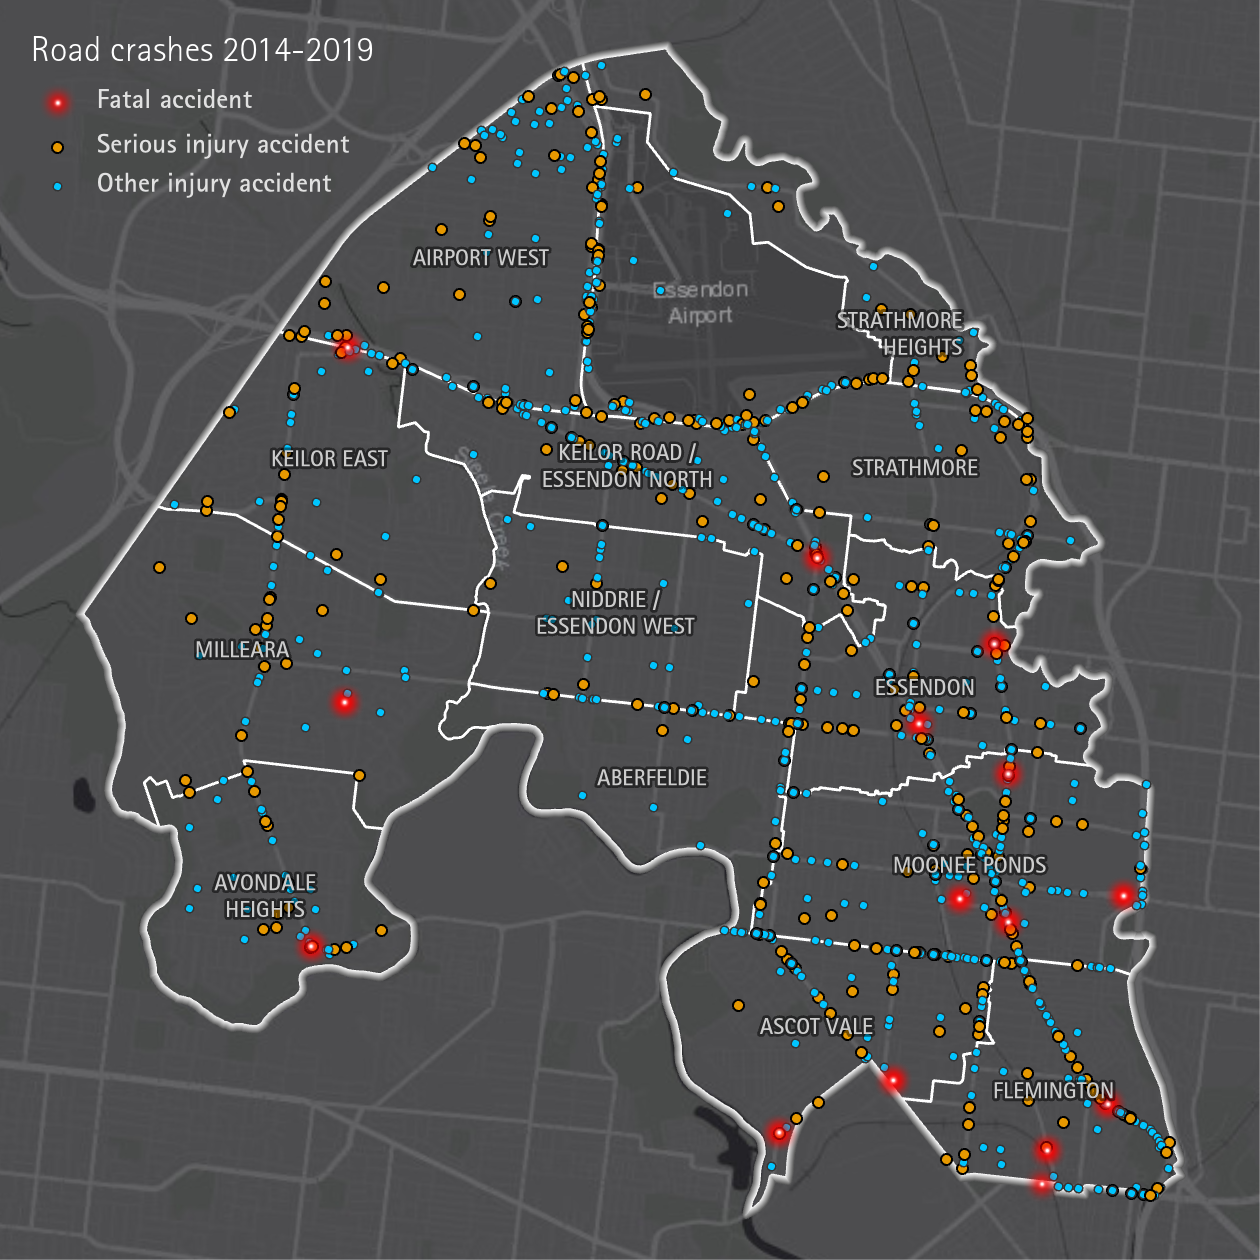 Road crashes 2014-2019
Fatal accident
Serious injury accident
Other injury accident
AIRPORT WEST
Essendon
Airport
STRATHMORE
HEIGHTS
KEILOR EAST
KEILOR ROAD /
ESSENDON NORTH
STRATHMORE
Steele Creek
NIDDRIE /
ESSENDON WEST
MILLEARA
ESSENDON
ABERFELDIE
MOONEE PONDS
AVONDALE
HEIGHTS
ASCOT VALE
FLEMINGTON